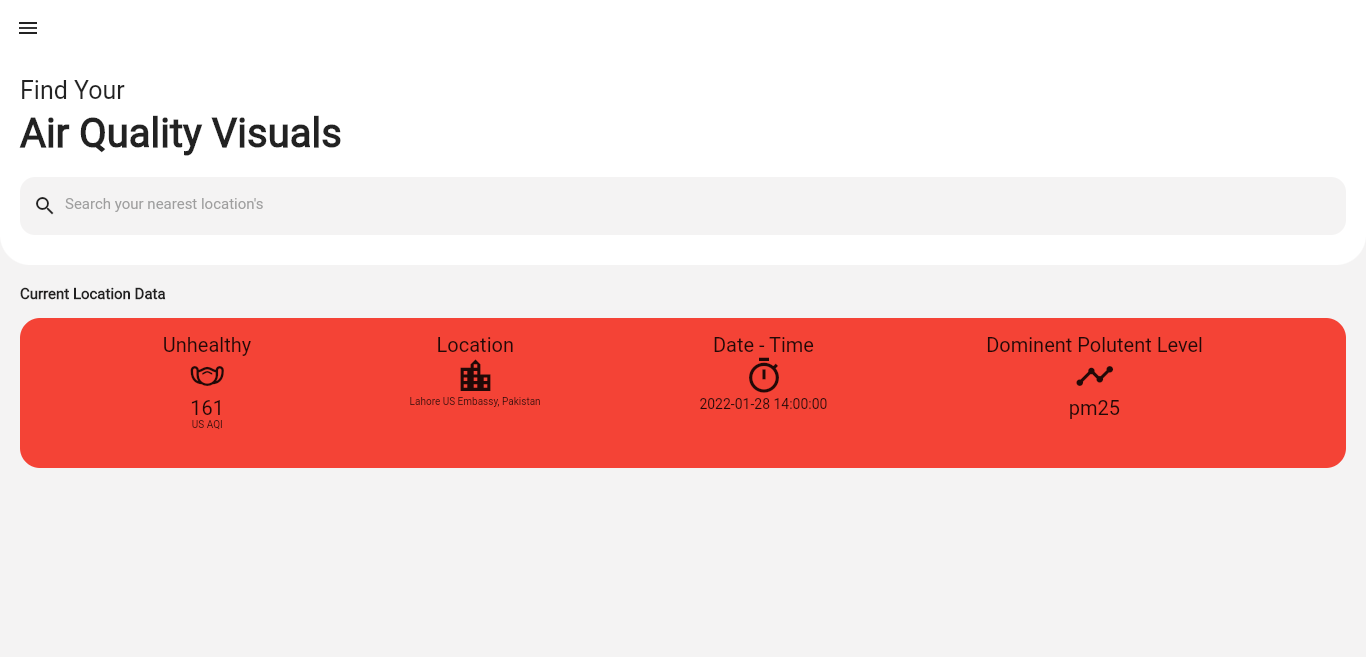 Find Your
Air Quality Visuals
Search your nearest location's
Current Location Data
Unhealthy
161
US AQI
Location
Lahore US Embassy, Pakistan
Date - Time
2022-01-28 14:00:00
Dominent Polutent Level
pm25